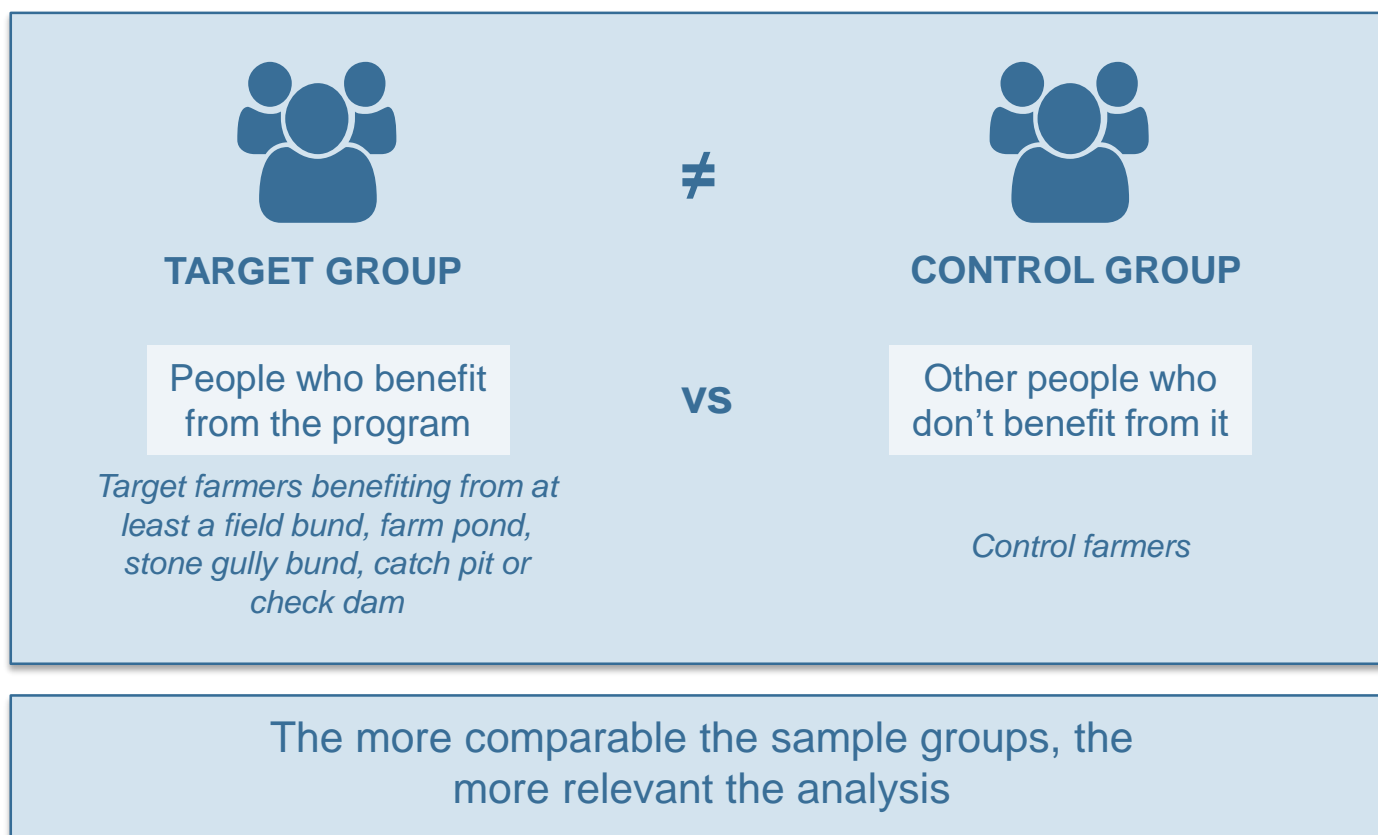 ≠
TARGET GROUP
CONTROL GROUP
People who benefit
from the program
vs
Other people who
don't benefit from it
Target farmers benefiting from at
least a field bund, farm pond,
stone gully bund, catch pit or
check dam
Control farmers
The more comparable the sample groups, the
more relevant the analysis